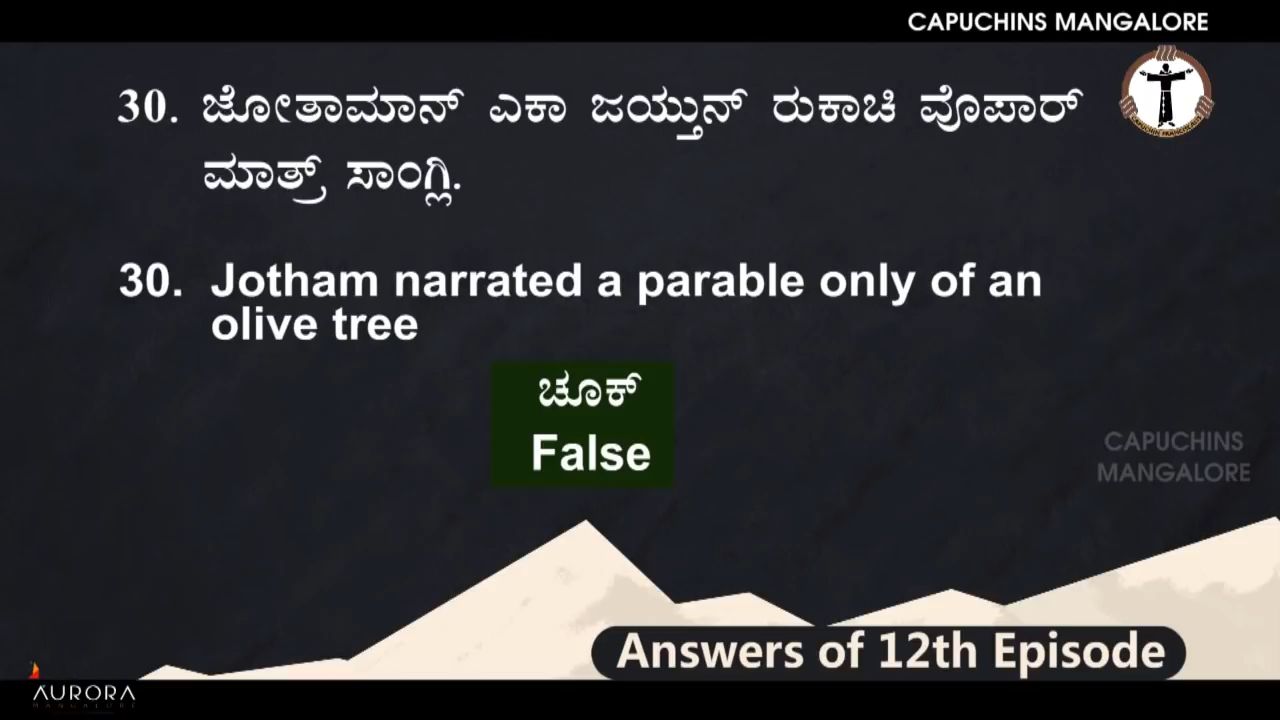 CAPUCHINS MANGALORE
30. ಜೋತಾಮಾನ್ ಎಕಾ ಜಯ್ತುನ್ ರುಕಾಚಿ ವೊಪಾರ್
ಮಾತ್ರ್ ಸಾಂಗ್ಲಿ.
30. Jotham narrated a parable only of an
olive tree
ಚೂಕ್
False
CAPUCHINS
MANGALORE
Answers of 12th Episode
AURORA
MANGALORE